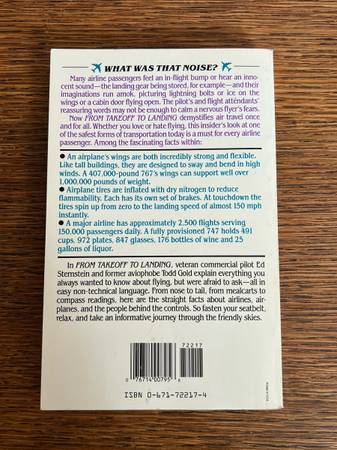 WHAT WAS THAT NOISE?
Many airline passengers feel an in-flight bump or hear an inno-
cent sound—the landing gear being stored, for example—and their
imaginations run amok, picturing lightning bolts or ice on the
wings or a cabin door flying open. The pilot's and flight attendants'
reassuring words may not be enough to calm a nervous flyer's fears.
Now FROM TAKEOFF TO LANDING demystifies air travel once
and for all. Whether you love or hate flying, this insider's look at one
of the safest forms of transportation today is a must for every airline
passenger. Among the fascinating facts within:
● An airplane's wings are both incredibly strong and flexible.
Like tall buildings, they are designed to sway and bend in high
winds. A 407,000-pound 767's wings can support well over
1,000,000 pounds of weight.
● Airplane tires are inflated with dry nitrogen to reduce
flammability. Each has its own set of brakes. At touchdown the
tires spin up from zero to the landing speed of almost 150 mph
instantly.
● A major airline has approximately 2,500 flights serving
150,000 passengers daily. A fully provisioned 747 holds 491
cups, 972 plates, 847 glasses, 176 bottles of wine and 25
gallons of liquor.
In FROM TAKEOFF TO LANDING, veteran commercial pilot Ed
Sternstein and former aviophobe Todd Gold explain everything you
always wanted to know about flying, but were afraid to ask—all in
easy non-technical language. From nose to tail, from mealcarts to
compass readings, here are the straight facts about airlines, air-
planes, and the people behind the controls. So fasten your seatbelt,
relax, and take an informative journey through the friendly skies.
72217
0 76714 00795 6
ISBN 0-671-72217-4